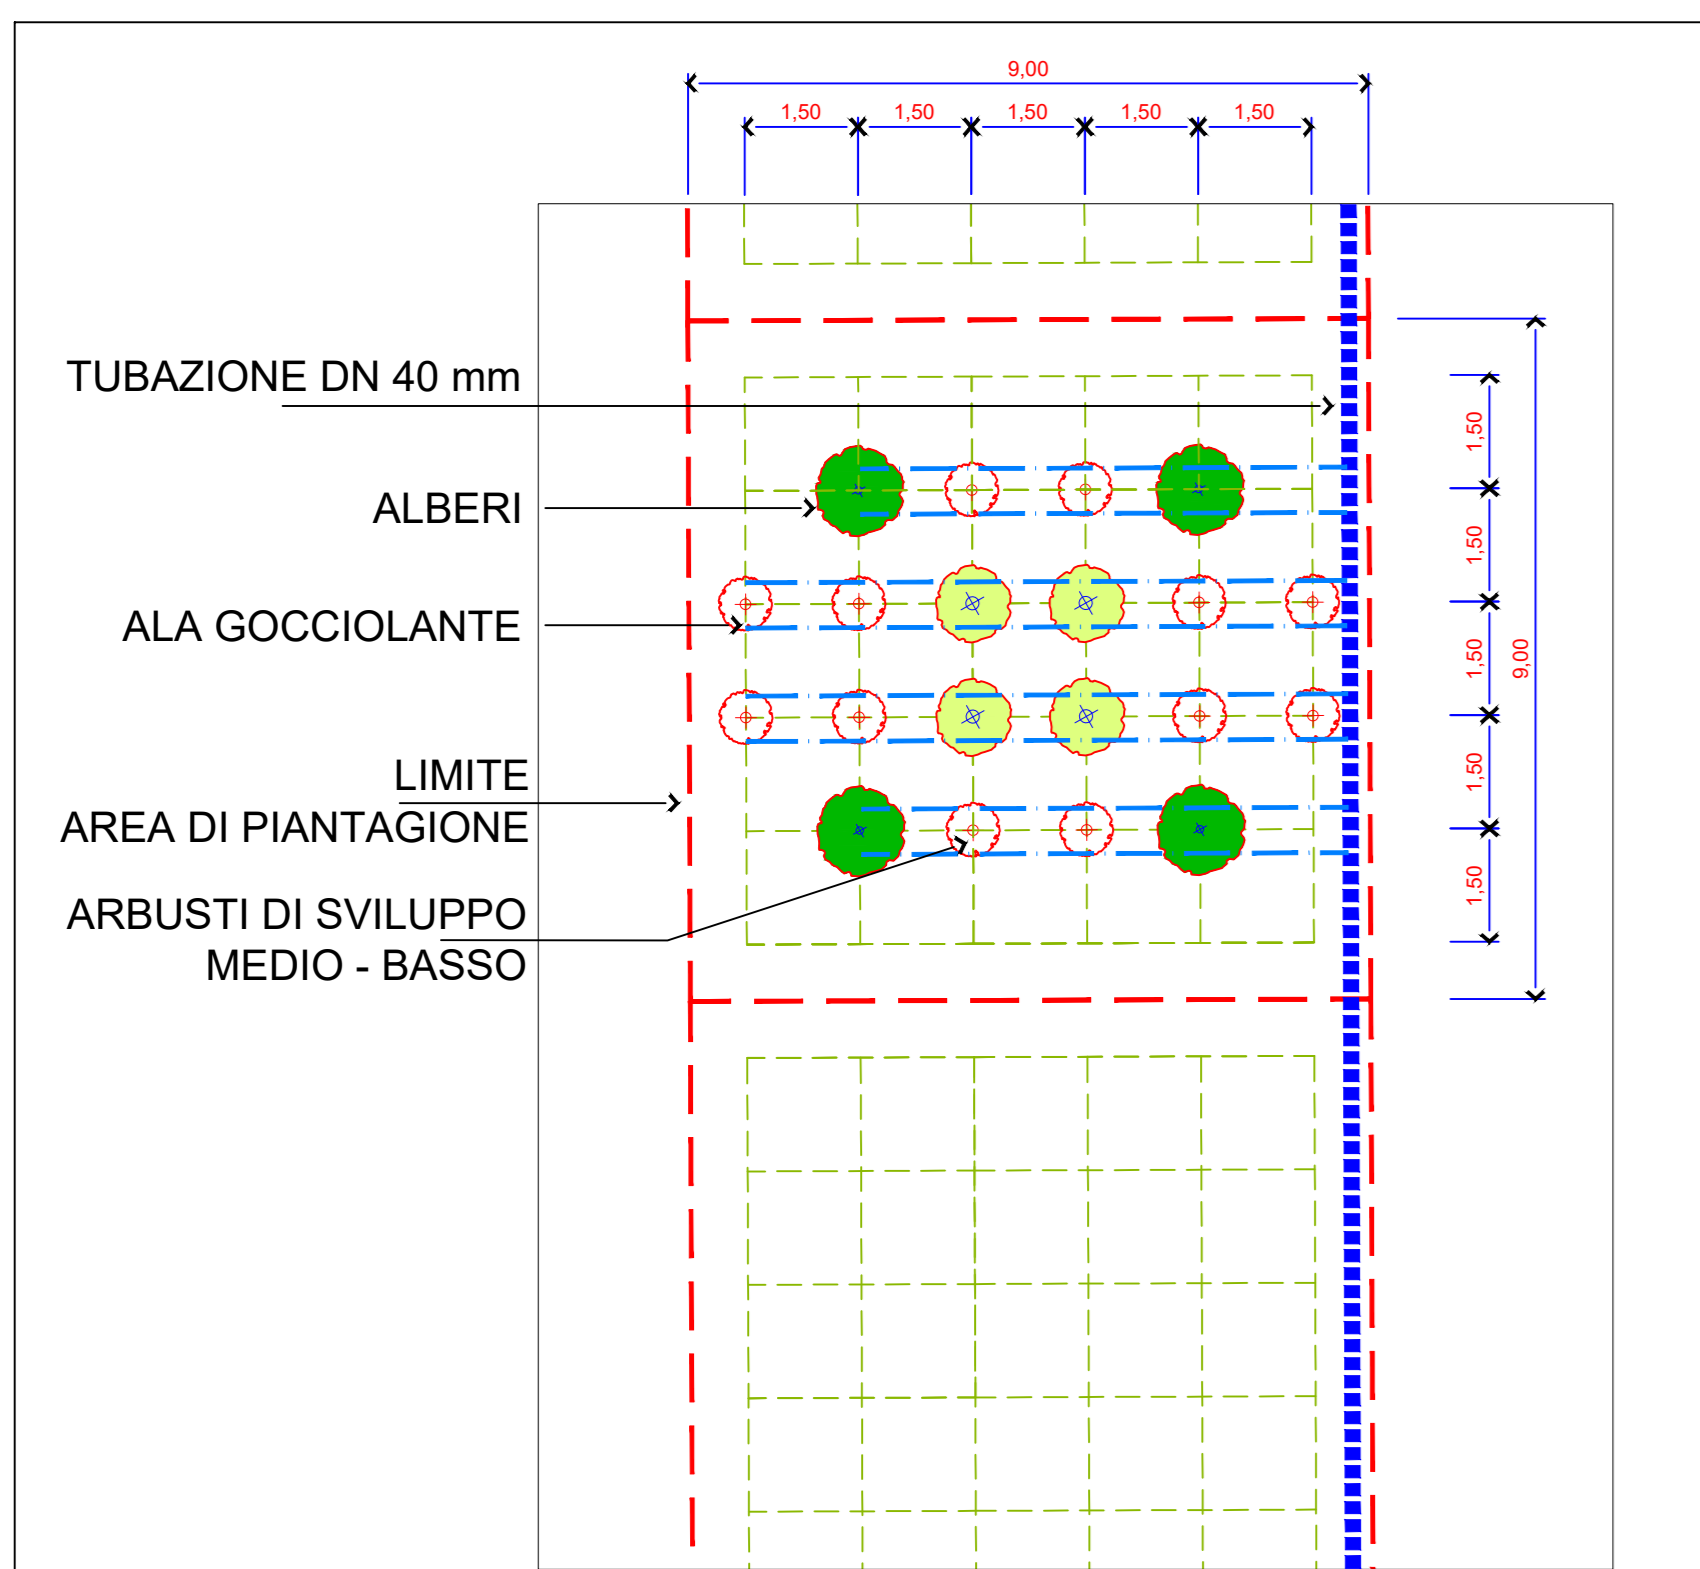 9,00
1,50 1,50 1,50 1,50 1,50
TUBAZIONE DN 40 mm
1,50
ALBERI
1,50
ALA GOCCIOLANTE
1,50
9,00
LIMITE
AREA DI PIANTAGIONE
1,50
1,50
ARBUSTI DI SVILUPPO
MEDIO - BASSO